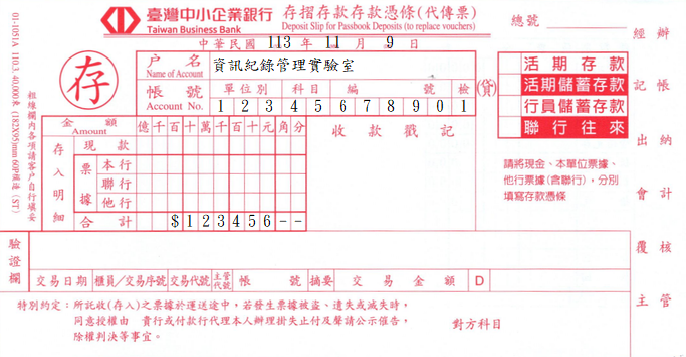 臺灣中小企業銀行 存摺存款存款憑條(代傳票)
Taiwan Business Bank Deposit Slip for Passbook Deposits (to replace vouchers)
總號
中華民國 113 年 11 月 9 日
存
戶名 資訊紀錄管理實驗室
Name of Account
帳號 單位別 科目 編號 檢
Account No. 1 2 3 4 5 6 7 8 9 0 1
(貸)
活期存款
活期儲蓄存款
行員儲蓄存款
聯行往來
金額 億 千 百 十 萬 千 百 十 元 角 分
Amount
收款戳記
存入明細
現款
票據
本行
聯行
他行
合計 $ 1 2 3 4 5 6 - -
請將現金、本單位票據、
他行票據(含聯行)，分別
填寫存款憑條
驗證欄
交易日期 櫃員/交易序號 交易代號 主管代號 帳號 摘要 交易金額 D
特別約定：所託收(存入)之票據於運送途中，若發生票據被盜、遺失或滅失時，
同意授權由 貴行或付款行代理本人辦理掛失止付及聲請公示催告，
除權判決等事宜。
對方科目
經辦
記帳
出納
會計
覆核
主管
01-1051A 110.3. 40,000本 (182X95)mm 60P
粗線欄內各項請客戶自行填妥